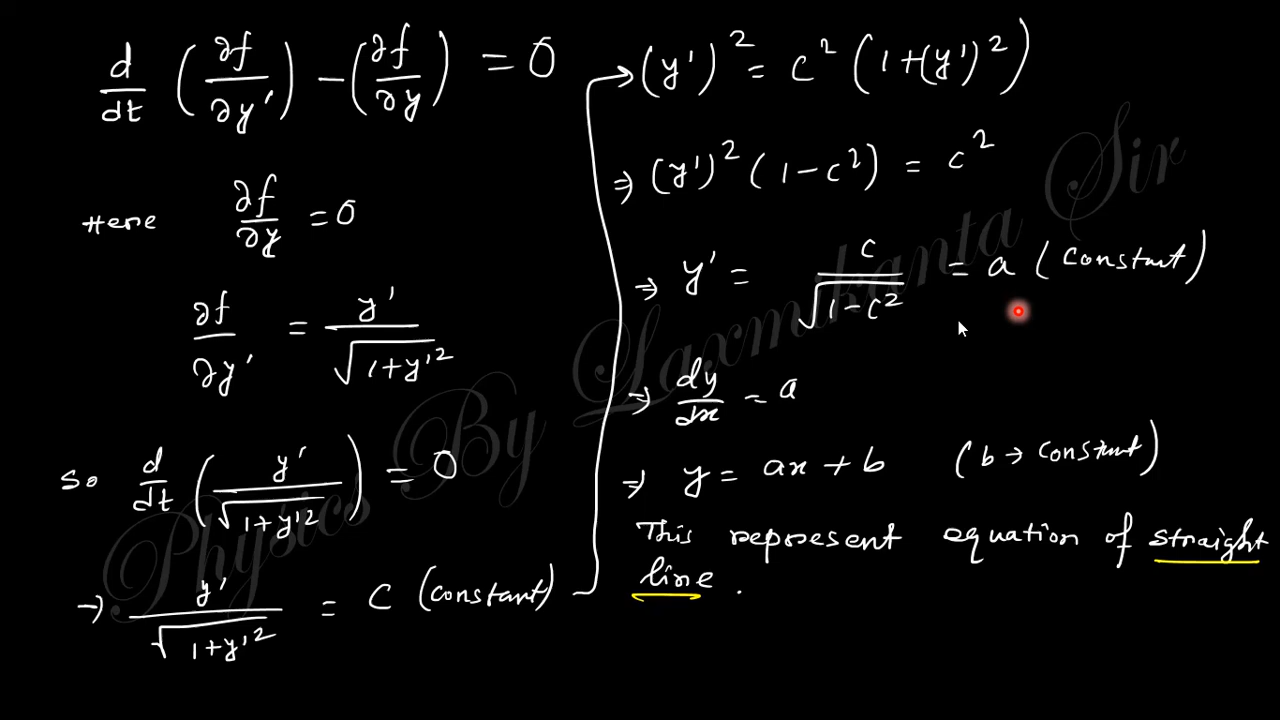 d/dt (∂f/∂y') − (∂f/∂y) = 0
Here ∂f/∂y = 0
∂f/∂y' = y'/√(1+y'²)
So d/dt (y'/√(1+y'²)) = 0
→ y'/√(1+y'²) = C (constant)
(y')² = c² (1+(y')²)
⇒ (y')² (1−c²) = c²
⇒ y' = c/√(1−c²) = a (constant)
⇒ dy/dx = a
⇒ y = ax + b (b → constant)
This represent equation of straight
line.
Physics By Laxmikanta Sir